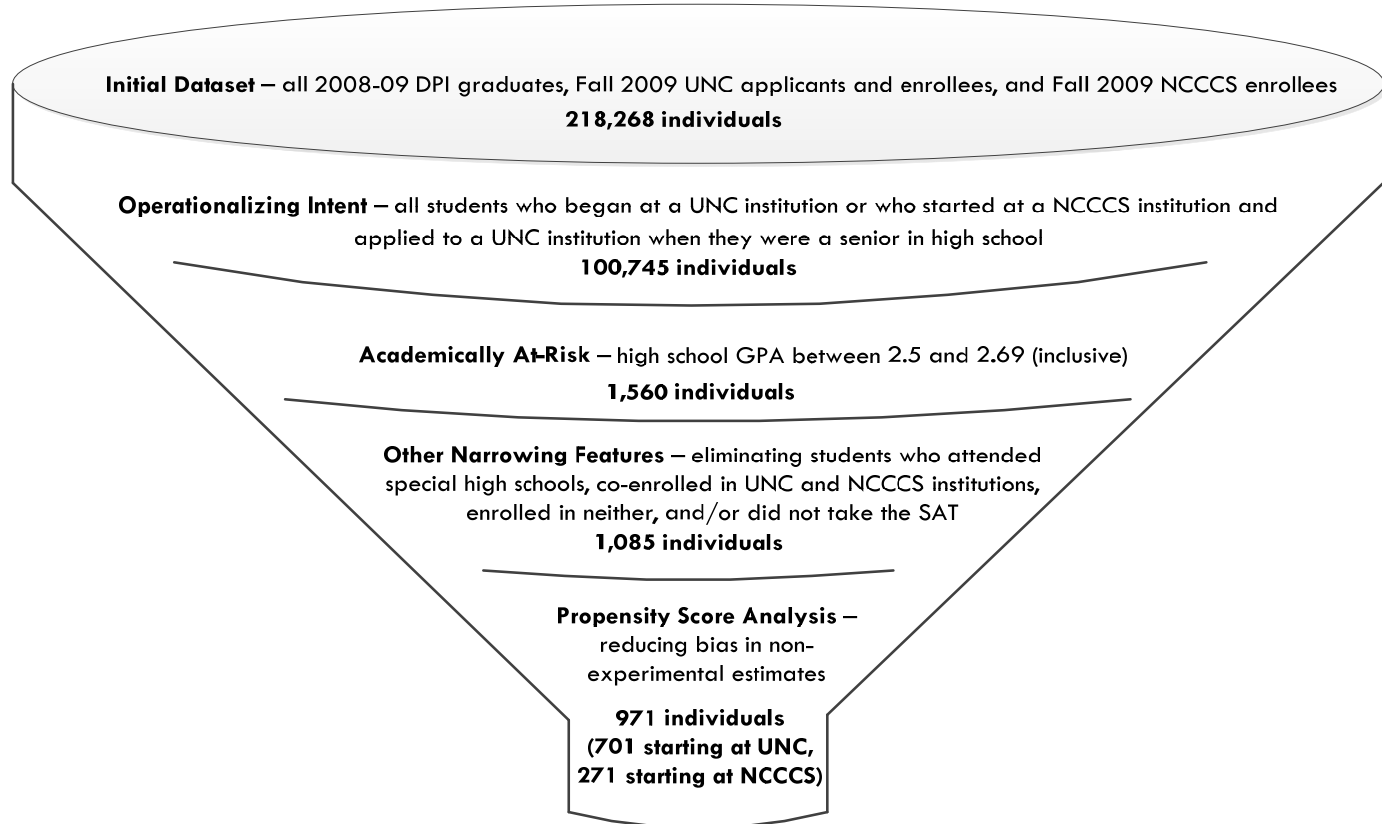 Initial Dataset – all 2008-09 DPI graduates, Fall 2009 UNC applicants and enrollees, and Fall 2009 NCCCS enrollees
218,268 individuals
Operationalizing Intent – all students who began at a UNC institution or who started at a NCCCS institution and
applied to a UNC institution when they were a senior in high school
100,745 individuals
Academically At-Risk – high school GPA between 2.5 and 2.69 (inclusive)
1,560 individuals
Other Narrowing Features – eliminating students who attended
special high schools, co-enrolled in UNC and NCCCS institutions,
enrolled in neither, and/or did not take the SAT
1,085 individuals
Propensity Score Analysis –
reducing bias in non-
experimental estimates
971 individuals
(701 starting at UNC,
271 starting at NCCCS)